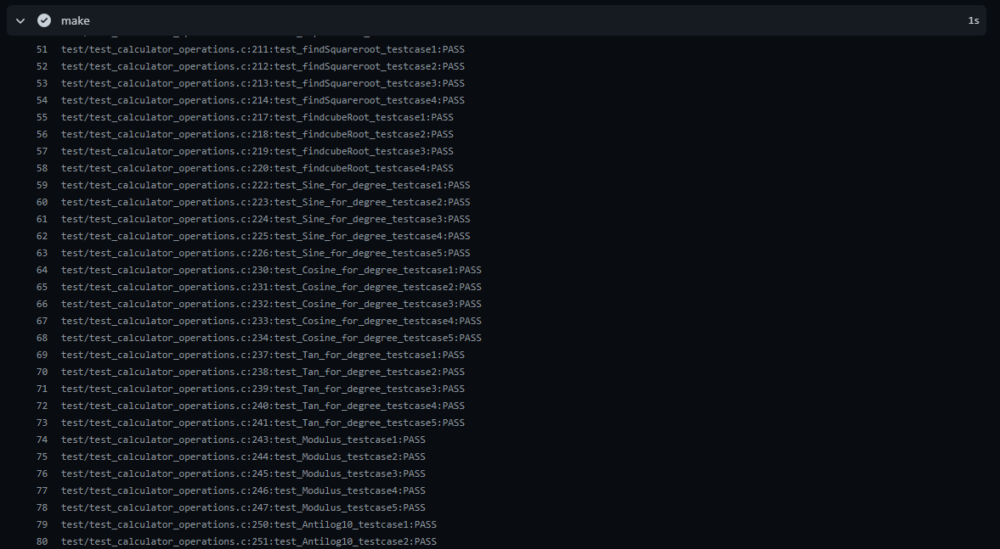 make 1s
51 test/test_calculator_operations.c:211:test_findSquareroot_testcase1:PASS
52 test/test_calculator_operations.c:212:test_findSquareroot_testcase2:PASS
53 test/test_calculator_operations.c:213:test_findSquareroot_testcase3:PASS
54 test/test_calculator_operations.c:214:test_findSquareroot_testcase4:PASS
55 test/test_calculator_operations.c:217:test_findcubeRoot_testcase1:PASS
56 test/test_calculator_operations.c:218:test_findcubeRoot_testcase2:PASS
57 test/test_calculator_operations.c:219:test_findcubeRoot_testcase3:PASS
58 test/test_calculator_operations.c:220:test_findcubeRoot_testcase4:PASS
59 test/test_calculator_operations.c:222:test_Sine_for_degree_testcase1:PASS
60 test/test_calculator_operations.c:223:test_Sine_for_degree_testcase2:PASS
61 test/test_calculator_operations.c:224:test_Sine_for_degree_testcase3:PASS
62 test/test_calculator_operations.c:225:test_Sine_for_degree_testcase4:PASS
63 test/test_calculator_operations.c:226:test_Sine_for_degree_testcase5:PASS
64 test/test_calculator_operations.c:230:test_Cosine_for_degree_testcase1:PASS
65 test/test_calculator_operations.c:231:test_Cosine_for_degree_testcase2:PASS
66 test/test_calculator_operations.c:232:test_Cosine_for_degree_testcase3:PASS
67 test/test_calculator_operations.c:233:test_Cosine_for_degree_testcase4:PASS
68 test/test_calculator_operations.c:234:test_Cosine_for_degree_testcase5:PASS
69 test/test_calculator_operations.c:237:test_Tan_for_degree_testcase1:PASS
70 test/test_calculator_operations.c:238:test_Tan_for_degree_testcase2:PASS
71 test/test_calculator_operations.c:239:test_Tan_for_degree_testcase3:PASS
72 test/test_calculator_operations.c:240:test_Tan_for_degree_testcase4:PASS
73 test/test_calculator_operations.c:241:test_Tan_for_degree_testcase5:PASS
74 test/test_calculator_operations.c:243:test_Modulus_testcase1:PASS
75 test/test_calculator_operations.c:244:test_Modulus_testcase2:PASS
76 test/test_calculator_operations.c:245:test_Modulus_testcase3:PASS
77 test/test_calculator_operations.c:246:test_Modulus_testcase4:PASS
78 test/test_calculator_operations.c:247:test_Modulus_testcase5:PASS
79 test/test_calculator_operations.c:250:test_Antilog10_testcase1:PASS
80 test/test_calculator_operations.c:251:test_Antilog10_testcase2:PASS